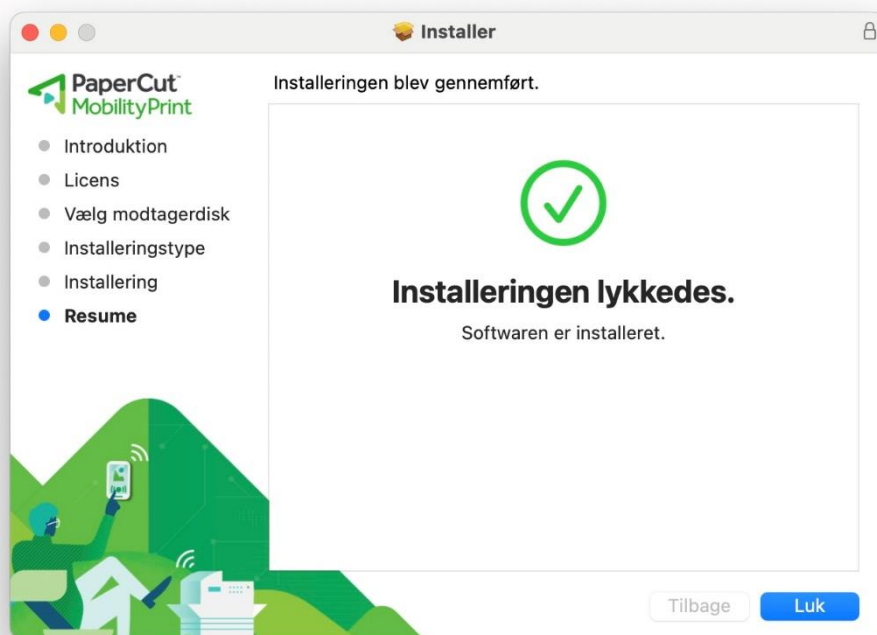 Installer
PaperCut™
MobilityPrint
Introduktion
Licens
Vælg modtagerdisk
Installeringstype
Installering
Resume
Installeringen blev gennemført.
Installeringen lykkedes.
Softwaren er installeret.
Tilbage
Luk